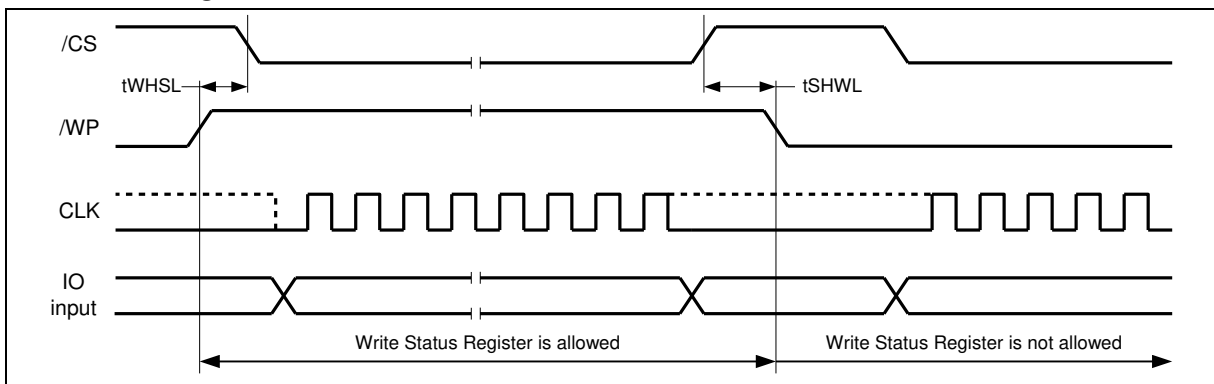 /CS
tWHSL
tSHWL
/WP
CLK
IO
input
Write Status Register is allowed
Write Status Register is not allowed